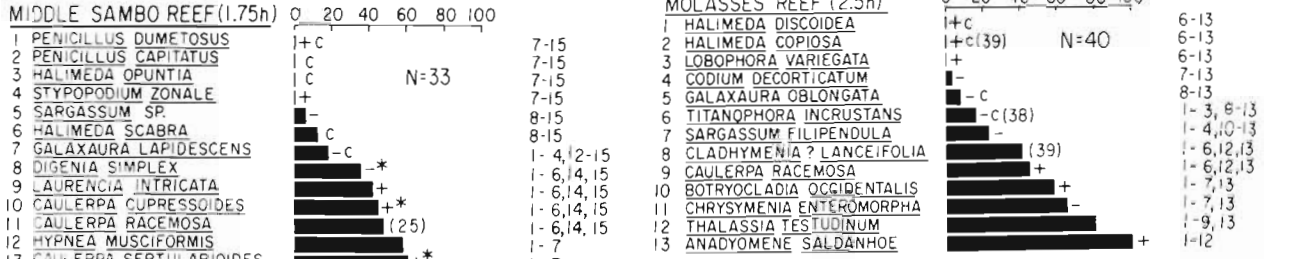 MIDDLE SAMBO REEF (1.75h) 0 20 40 60 80 100
1 PENICILLUS DUMETOSUS +C 7-15
2 PENICILLUS CAPITATUS C 7-15
3 HALIMEDA OPUNTIA C N=33 7-15
4 STYPOPODIUM ZONALE + 7-15
5 SARGASSUM SP. - 8-15
6 HALIMEDA SCABRA C 8-15
7 GALAXAURA LAPIDESCENS -C 1-4,12-15
8 DIGENIA SIMPLEX -* 1-6,14,15
9 LAURENCIA INTRICATA + 1-6,14,15
10 CAULERPA CUPRESSOIDES +* 1-6,14,15
11 CAULERPA RACEMOSA (25) 1-6,14,15
12 HYPNEA MUSCIFORMIS 1-7
MOLASSES REEF (2.5h)
1 HALIMEDA DISCOIDEA +C 6-13
2 HALIMEDA COPIOSA +C(39) N=40 6-13
3 LOBOPHORA VARIEGATA + 6-13
4 CODIUM DECORTICATUM - 7-13
5 GALAXAURA OBLONGATA -C 8-13
6 TITANOPHORA INCRUSTANS -C(38) 1-3,8-13
7 SARGASSUM FILIPENDULA - 1-4,10-13
8 CLADHYMENIA? LANCEIFOLIA (39) 1-6,12,13
9 CAULERPA RACEMOSA + 1-6,12,13
10 BOTRYOCLADIA OCCIDENTALIS + 1-7,13
11 CHRYSYMENIA ENTEROMORPHA - 1-7,13
12 THALASSIA TESTUDINUM 1-9,13
13 ANADYOMENE SALDANHOE + 1-12